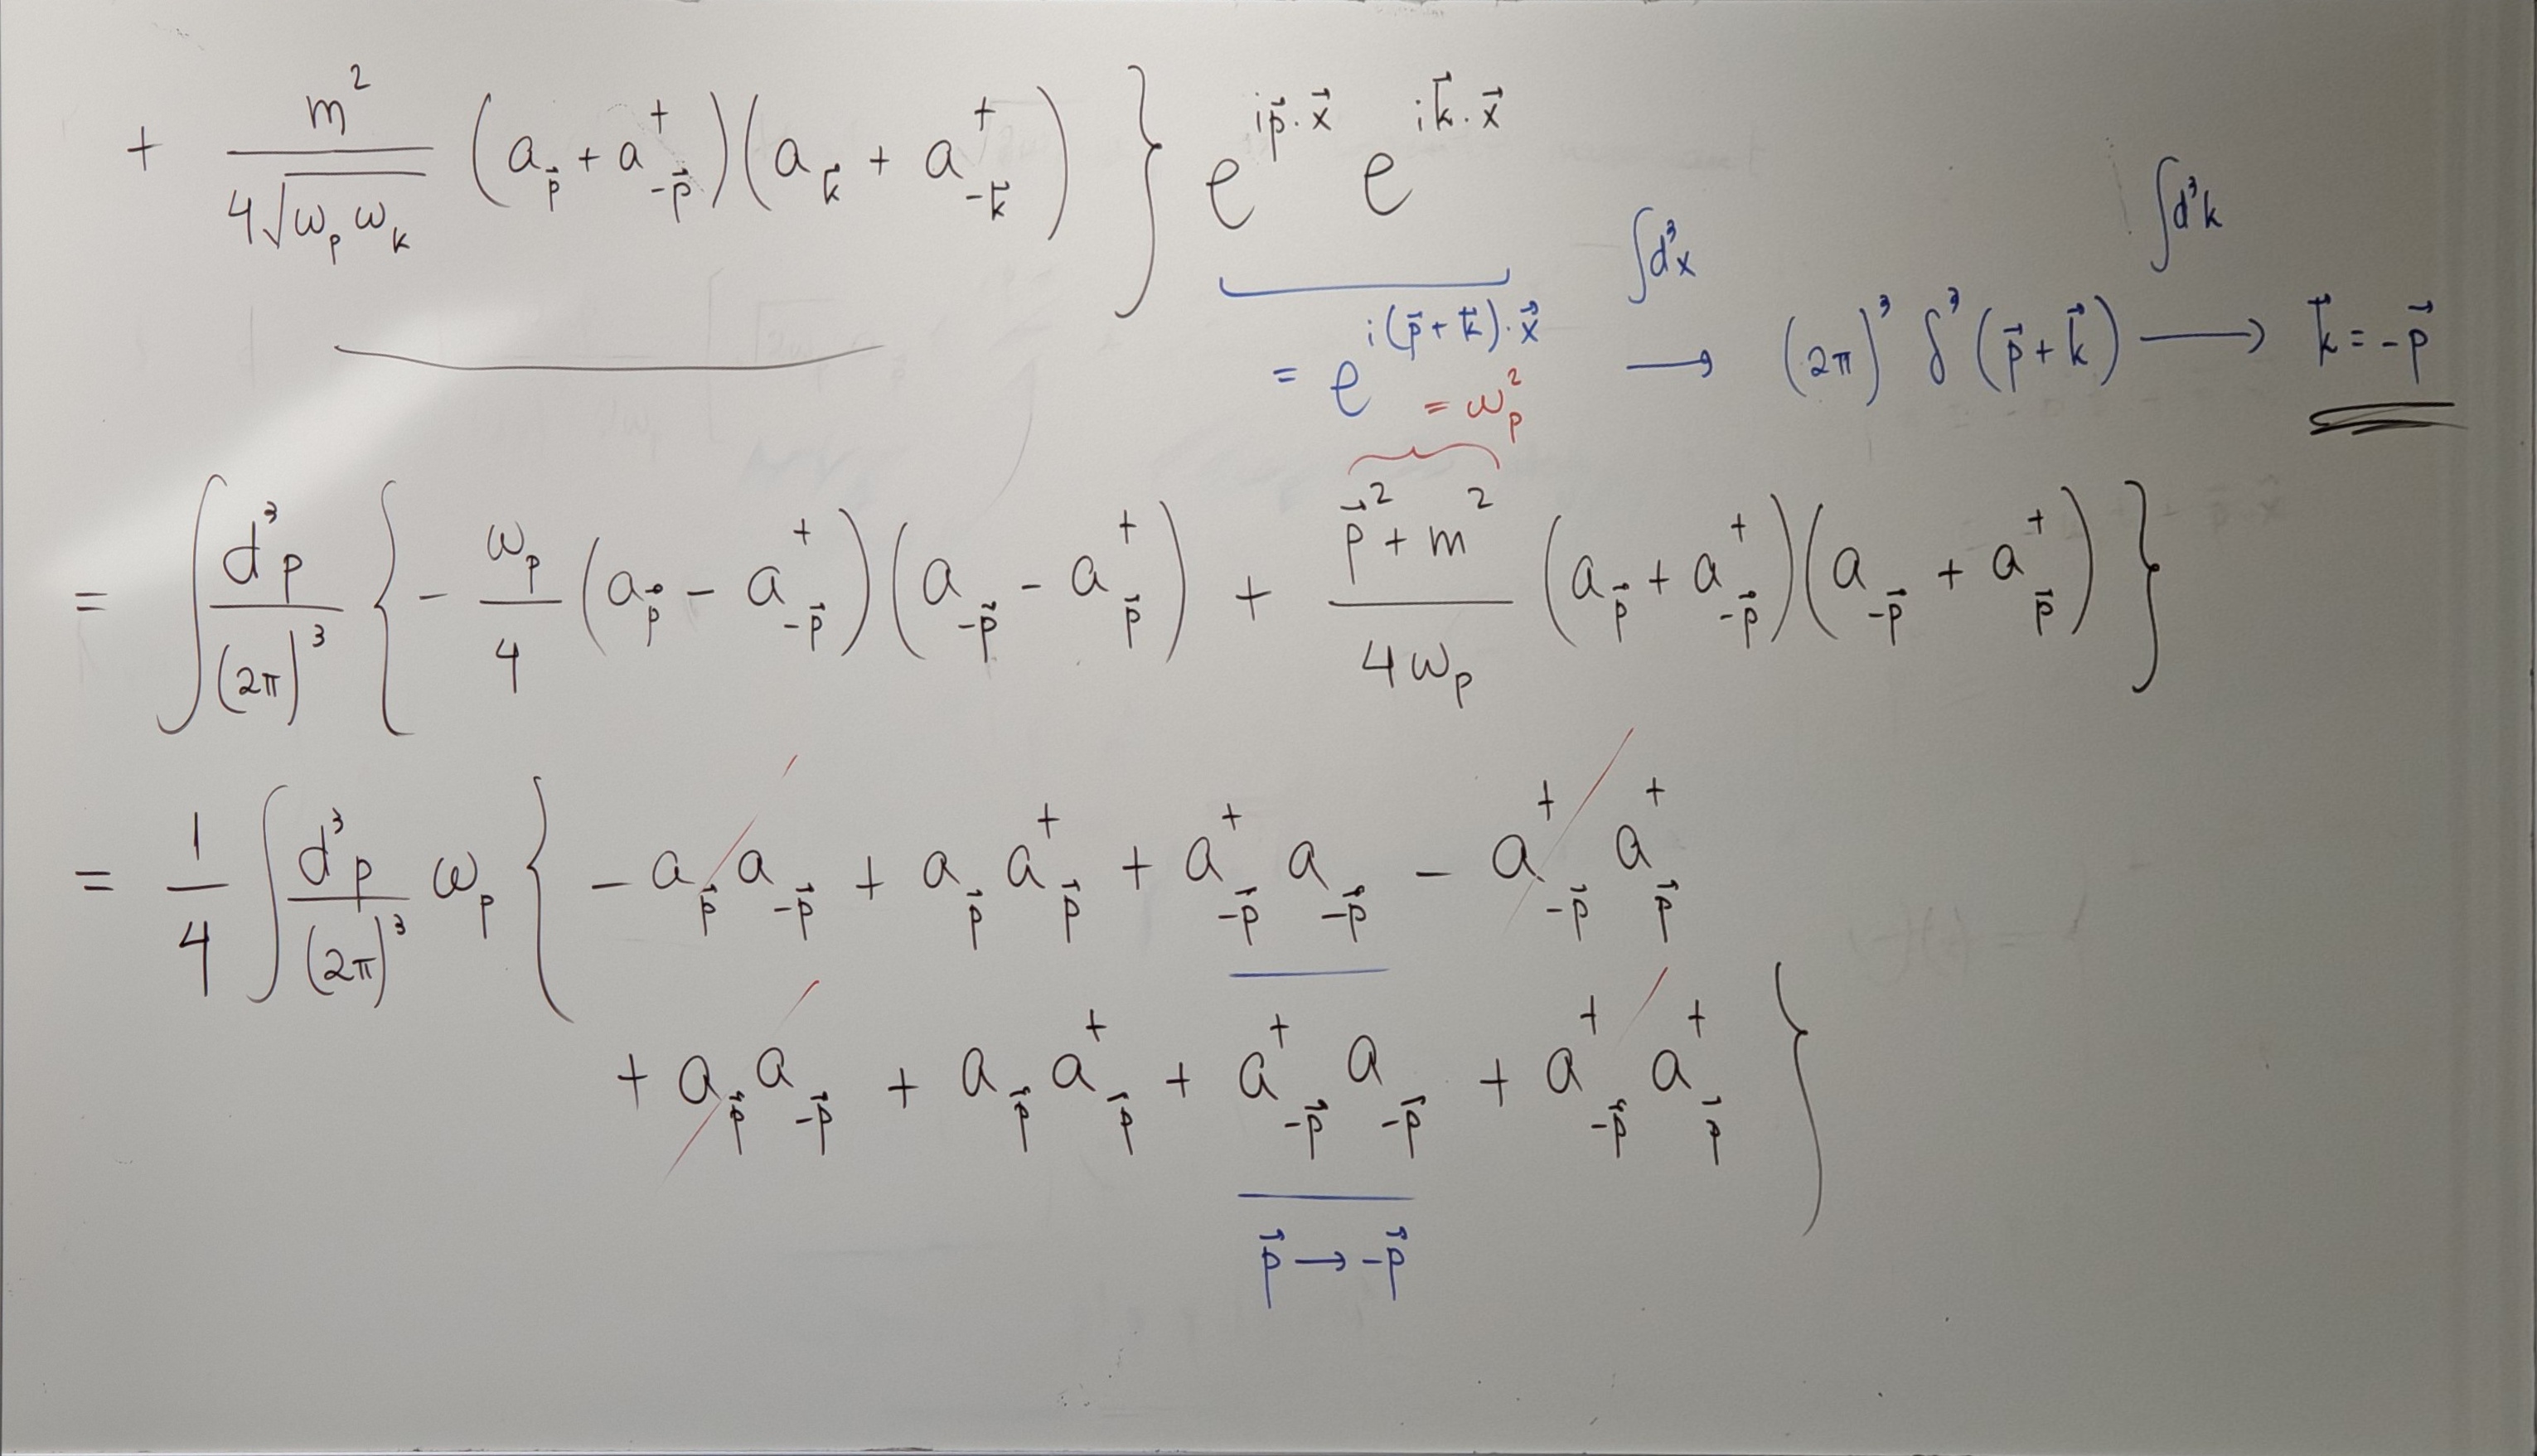 + m² / 4√(ω_p ω_k) (a_p⃗ + a†_-p⃗)(a_k⃗ + a†_-k⃗) } e^(ip⃗·x⃗) e^(ik⃗·x⃗)
= e^(i(p⃗+k⃗)·x⃗) ∫d³x ⟶ (2π)³ δ³(p⃗+k⃗) ∫d³k ⟶ k⃗ = -p⃗
= ω_p²
= ∫ d³p/(2π)³ { - ω_p/4 (a_p⃗ - a†_-p⃗)(a_-p⃗ - a†_p⃗) + (p⃗² + m²)/(4ω_p) (a_p⃗ + a†_-p⃗)(a_-p⃗ + a†_p⃗) }
= 1/4 ∫ d³p/(2π)³ ω_p { - a_p⃗ a_-p⃗ + a_p⃗ a†_p⃗ + a†_-p⃗ a_-p⃗ - a†_-p⃗ a†_p⃗
+ a_p⃗ a_-p⃗ + a_p⃗ a†_p⃗ + a†_-p⃗ a_-p⃗ + a†_-p⃗ a†_p⃗ }
p⃗ → -p⃗